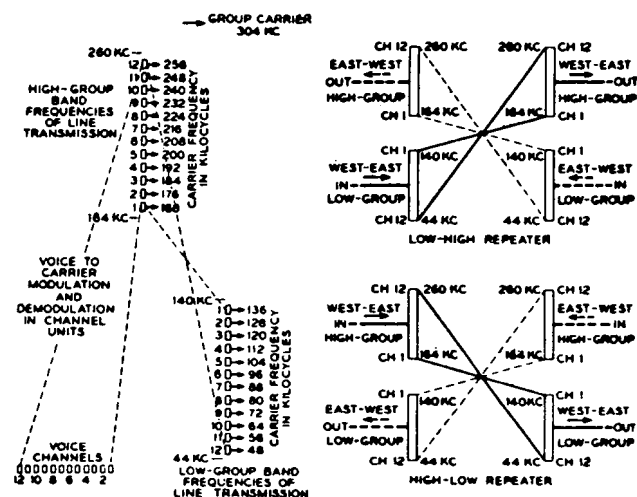 GROUP CARRIER
304 KC
260 KC
12 → 256
11 → 248
10 → 240
9 → 232
8 → 224
7 → 216
6 → 208
5 → 200
4 → 192
3 → 184
2 → 176
1 → 168
164 KC
CARRIER FREQUENCY
IN KILOCYCLES
HIGH-GROUP
BAND
FREQUENCIES
OF LINE
TRANSMISSION
VOICE TO
CARRIER
MODULATION
AND
DEMODULATION
IN CHANNEL
UNITS
140 KC
1 → 136
2 → 128
3 → 120
4 → 112
5 → 104
6 → 96
7 → 88
8 → 80
9 → 72
10 → 64
11 → 56
12 → 48
44 KC
CARRIER FREQUENCY
IN KILOCYCLES
VOICE
CHANNELS
12 10 8 6 4 2
LOW-GROUP BAND
FREQUENCIES OF
LINE TRANSMISSION
CH 12 260 KC
EAST-WEST
OUT
HIGH-GROUP
CH 1 164 KC
260 KC CH 12
WEST-EAST
OUT
HIGH-GROUP
164 KC CH 1
CH 1 140 KC
WEST-EAST
IN
LOW-GROUP
CH 12 44 KC
140 KC CH 1
EAST-WEST
IN
LOW-GROUP
44 KC CH 12
LOW-HIGH REPEATER
CH 12 260 KC
WEST-EAST
IN
HIGH-GROUP
CH 1 164 KC
260 KC CH 12
EAST-WEST
IN
HIGH-GROUP
164 KC CH 1
CH 1 140 KC
EAST-WEST
OUT
LOW-GROUP
CH 12 44 KC
140 KC CH 1
WEST-EAST
OUT
LOW-GROUP
44 KC CH 12
HIGH-LOW REPEATER